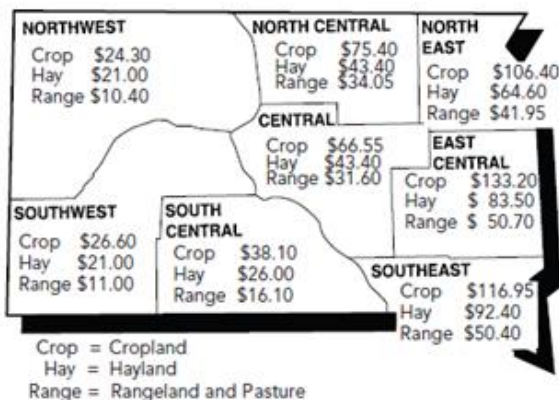 NORTHWEST
Crop $24.30
Hay $21.00
Range $10.40
NORTH CENTRAL
Crop $75.40
Hay $43.40
Range $34.05
NORTH
EAST
Crop $106.40
Hay $64.60
Range $41.95
CENTRAL
Crop $66.55
Hay $43.40
Range $31.60
EAST
CENTRAL
Crop $133.20
Hay $ 83.50
Range $ 50.70
SOUTHWEST
Crop $26.60
Hay $21.00
Range $11.00
SOUTH
CENTRAL
Crop $38.10
Hay $26.00
Range $16.10
SOUTHEAST
Crop $116.95
Hay $92.40
Range $50.40
Crop = Cropland
Hay = Hayland
Range = Rangeland and Pasture